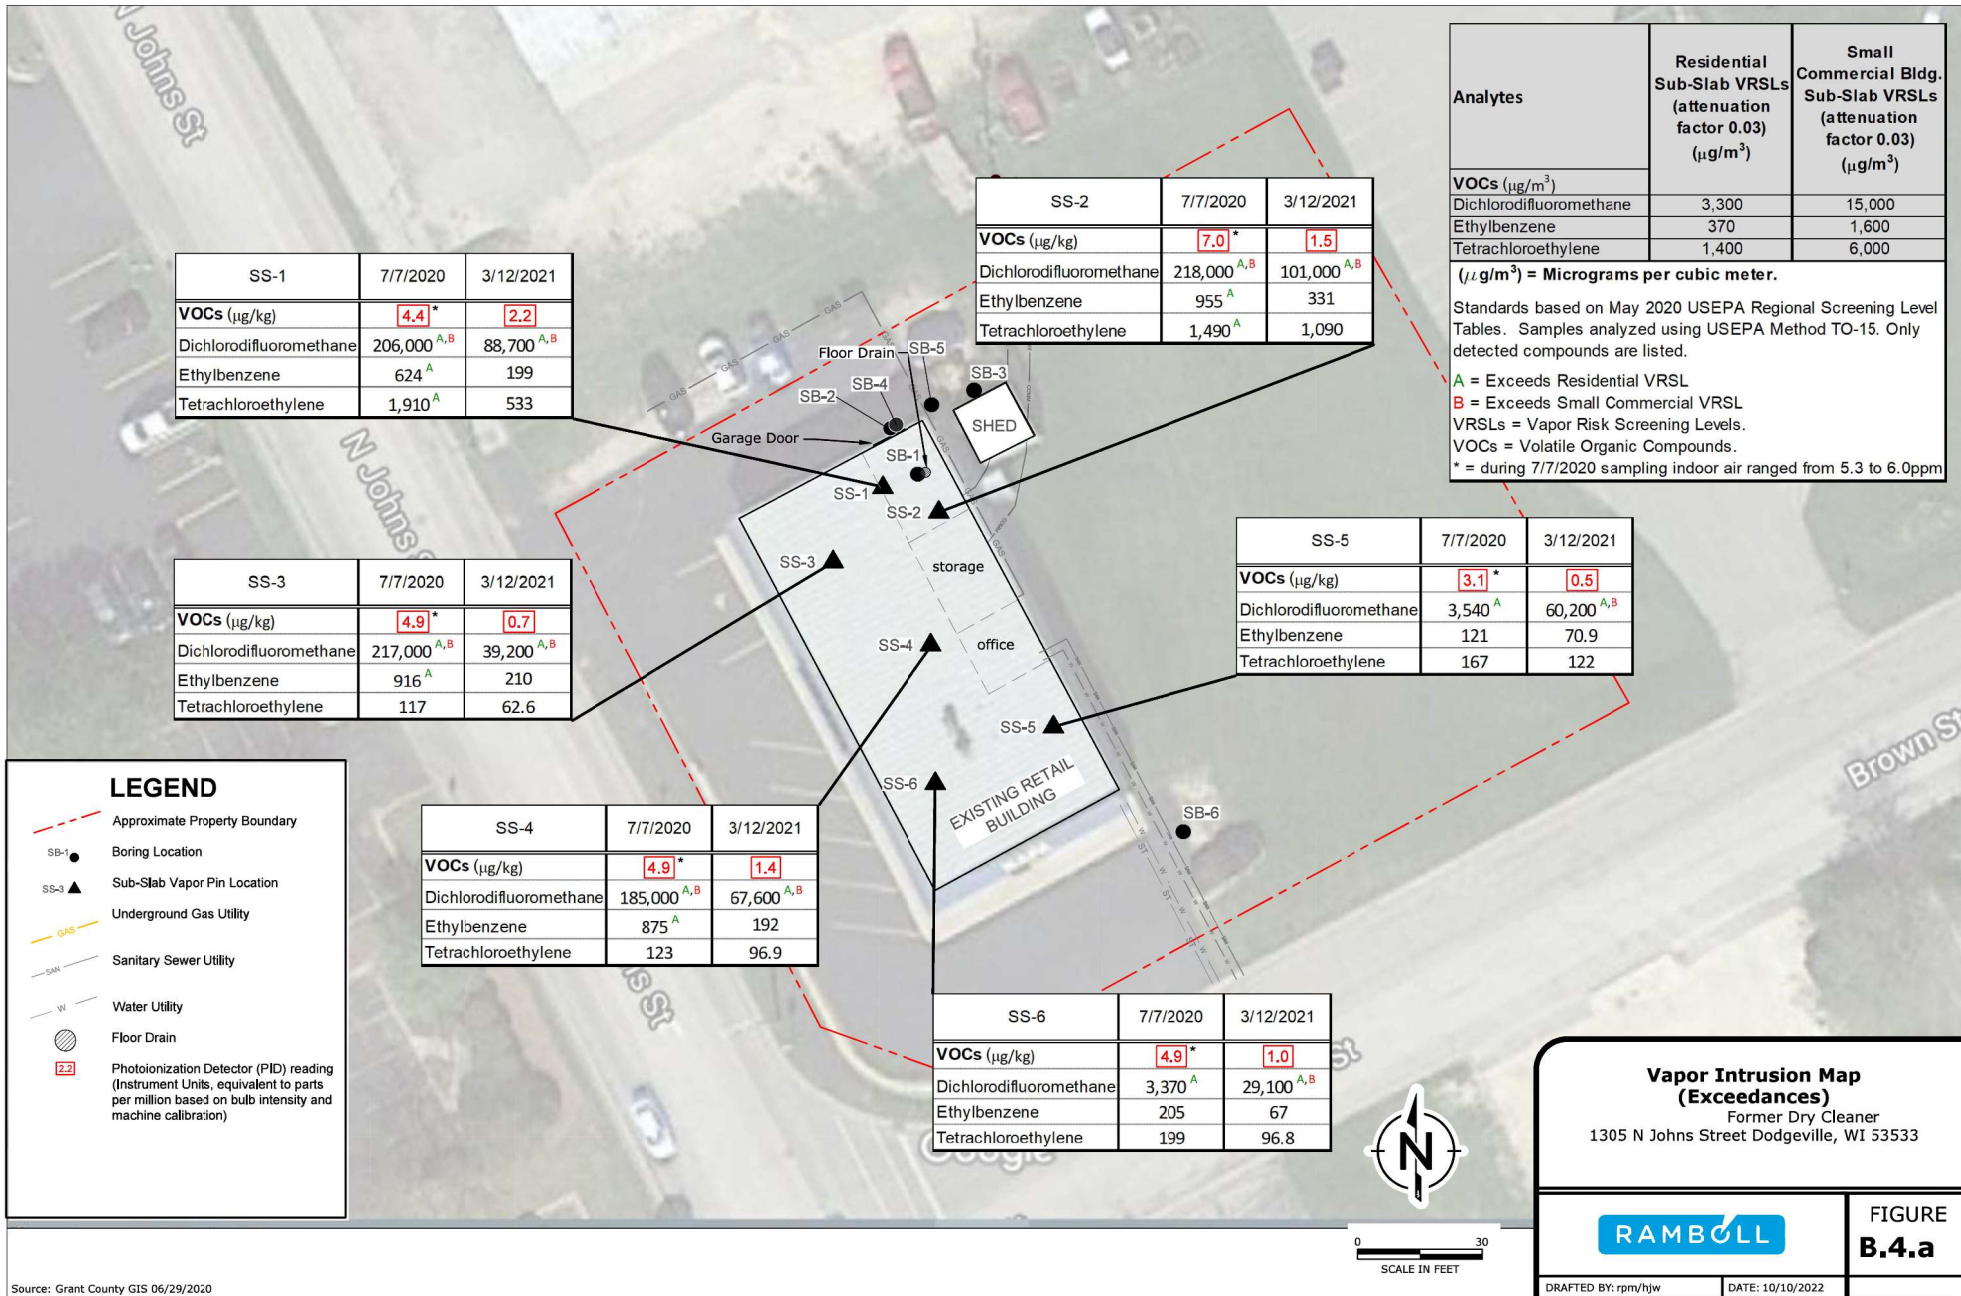 N Johns St
Analytes
Residential Sub-Slab VRSLs (attenuation factor 0.03) (µg/m³)
Small Commercial Bldg. Sub-Slab VRSLs (attenuation factor 0.03) (µg/m³)
VOCs (µg/m³)
Dichlorodifluoromethane 3,300 15,000
Ethylbenzene 370 1,600
Tetrachloroethylene 1,400 6,000
(µg/m³) = Micrograms per cubic meter.
Standards based on May 2020 USEPA Regional Screening Level
Tables. Samples analyzed using USEPA Method TO-15. Only
detected compounds are listed.
A = Exceeds Residential VRSL
B = Exceeds Small Commercial VRSL
VRSLs = Vapor Risk Screening Levels.
VOCs = Volatile Organic Compounds.
* = during 7/7/2020 sampling indoor air ranged from 5.3 to 6.0ppm
SS-2 7/7/2020 3/12/2021
VOCs (µg/kg) 7.0 * 1.5
Dichlorodifluoromethane 218,000 A,B 101,000 A,B
Ethylbenzene 955 A 331
Tetrachloroethylene 1,490 A 1,090
SS-1 7/7/2020 3/12/2021
VOCs (µg/kg) 4.4 * 2.2
Dichlorodifluoromethane 206,000 A,B 88,700 A,B
Ethylbenzene 624 A 199
Tetrachloroethylene 1,910 A 533
GAS
GAS
GAS
GAS
Floor Drain
SB-5
SB-4
SB-2
SB-3
SHED
Garage Door
GAS
GAS
SB-1
SS-1
SS-2
GAS
GAS
SS-3
storage
SS-4
office
SS-5
SS-6
EXISTING RETAIL
BUILDING
SB-6
N Johns St
SS-3 7/7/2020 3/12/2021
VOCs (µg/kg) 4.9 * 0.7
Dichlorodifluoromethane 217,000 A,B 39,200 A,B
Ethylbenzene 916 A 210
Tetrachloroethylene 117 62.6
SS-5 7/7/2020 3/12/2021
VOCs (µg/kg) 3.1 * 0.5
Dichlorodifluoromethane 3,540 A 60,200 A,B
Ethylbenzene 121 70.9
Tetrachloroethylene 167 122
Brown St
SS-4 7/7/2020 3/12/2021
VOCs (µg/kg) 4.9 * 1.4
Dichlorodifluoromethane 185,000 A,B 67,600 A,B
Ethylbenzene 875 A 192
Tetrachloroethylene 123 96.9
SS-6 7/7/2020 3/12/2021
VOCs (µg/kg) 4.9 * 1.0
Dichlorodifluoromethane 3,370 A 29,100 A,B
Ethylbenzene 205 67
Tetrachloroethylene 199 96.8
ns St
St
Google
LEGEND
Approximate Property Boundary
SB-1 Boring Location
SS-3 Sub-Slab Vapor Pin Location
GAS Underground Gas Utility
SAN Sanitary Sewer Utility
W Water Utility
Floor Drain
2.2 Photoionization Detector (PID) reading
(Instrument Units, equivalent to parts
per million based on bulb intensity and
machine calibration)
N
0 30
SCALE IN FEET
Vapor Intrusion Map
(Exceedances)
Former Dry Cleaner
1305 N Johns Street Dodgeville, WI 53533
RAMBOLL
FIGURE
B.4.a
DRAFTED BY: rpm/hjw DATE: 10/10/2022
Source: Grant County GIS 06/29/2020